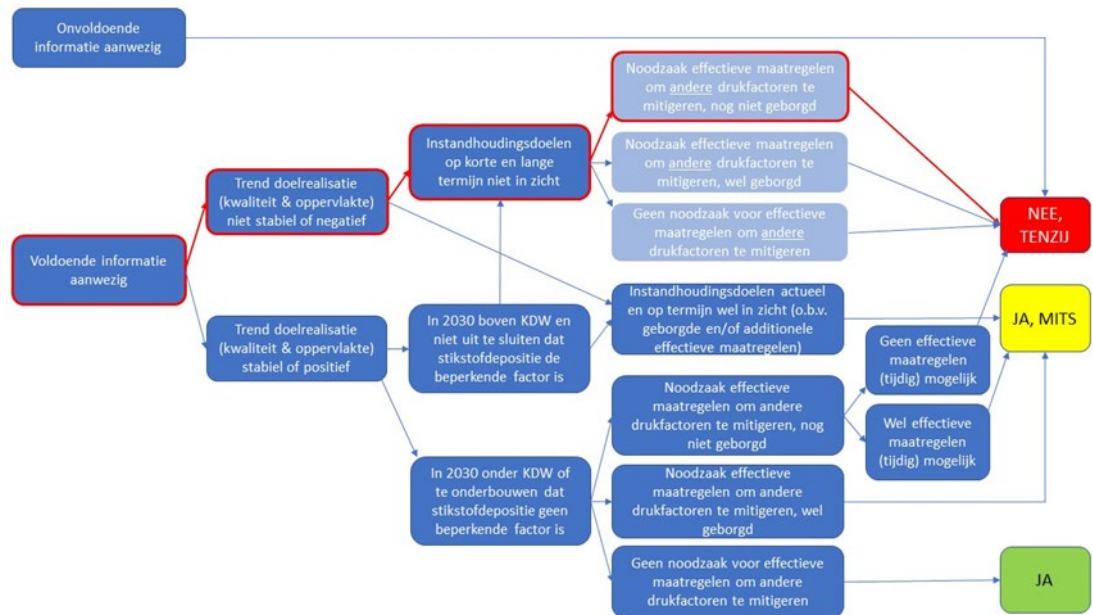 Onvoldoende
informatie aanwezig
Noodzaak effectieve maatregelen
om andere drukfactoren te
mitigeren, nog niet geborgd
Instandhoudingsdoelen
op korte en lange
termijn niet in zicht
Noodzaak effectieve maatregelen
om andere drukfactoren te
mitigeren, wel geborgd
Trend doelrealisatie
(kwaliteit & oppervlakte)
niet stabiel of negatief
Geen noodzaak voor effectieve
maatregelen om andere
drukfactoren te mitigeren
NEE,
TENZIJ
Voldoende informatie
aanwezig
Trend doelrealisatie
(kwaliteit & oppervlakte)
stabiel of positief
In 2030 boven KDW en
niet uit te sluiten dat
stikstofdepositie de
beperkende factor is
Instandhoudingsdoelen actueel
en op termijn wel in zicht (o.b.v.
geborgde en/of additionele
effectieve maatregelen)
JA, MITS
Geen effectieve
maatregelen
(tijdig) mogelijk
Noodzaak effectieve
maatregelen om andere
drukfactoren te mitigeren, nog
niet geborgd
Wel effectieve
maatregelen
(tijdig) mogelijk
In 2030 onder KDW of
te onderbouwen dat
stikstofdepositie geen
beperkende factor is
Noodzaak effectieve
maatregelen om andere
drukfactoren te mitigeren, wel
geborgd
Geen noodzaak voor effectieve
maatregelen om andere
drukfactoren te mitigeren
JA